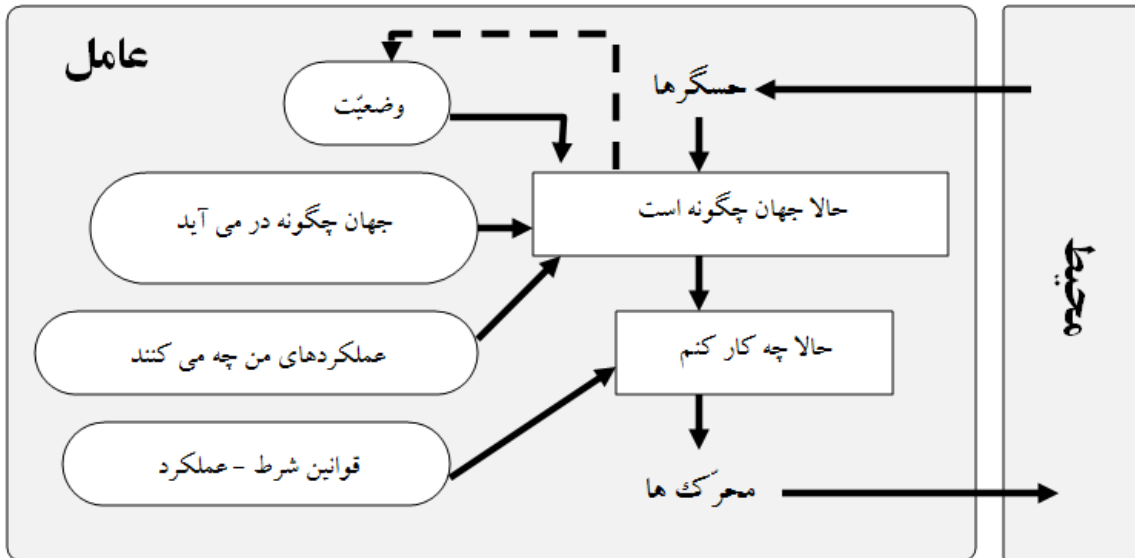 عامل
حسگرها
وضعیّت
حالا جهان چگونه است
جهان چگونه در می آید
محیط
حالا چه کار کنم
عملکردهای من چه می کنند
قوانین شرط - عملکرد
محرّک ها